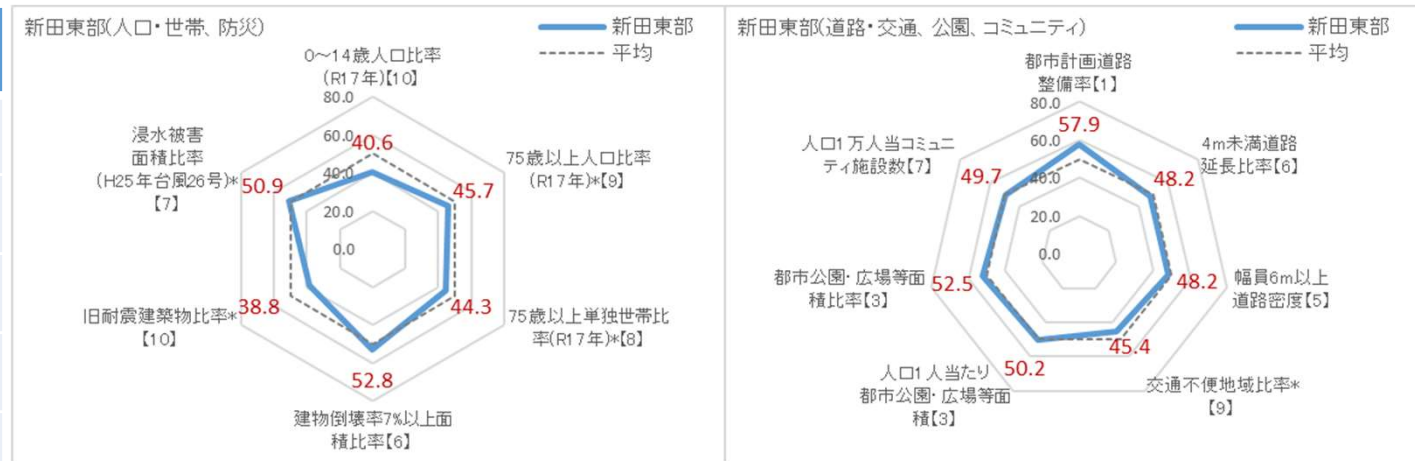 新田東部(人口・世帯、防災)
新田東部
平均
0～14歳人口比率
(R17年)【10】
80.0
60.0
40.0
20.0
0.0
40.6
75歳以上人口比率
(R17年)*【9】
45.7
75歳以上単独世帯比
率(R17年)*【8】
44.3
建物倒壊率7%以上面
積比率【6】
52.8
旧耐震建築物比率*
【10】
38.8
浸水被害
面積比率
(H25年台風26号)*
【7】
50.9
新田東部(道路・交通、公園、コミュニティ)
新田東部
平均
都市計画道路
整備率【1】
80.0
60.0
40.0
20.0
0.0
57.9
4m未満道路
延長比率【6】
48.2
幅員6m以上
道路密度【5】
48.2
交通不便地域比率*
【9】
45.4
人口1人当たり
都市公園・広場等面
積【3】
50.2
都市公園・広場等面
積比率【3】
52.5
人口1万人当コミュニ
ティ施設数【7】
49.7